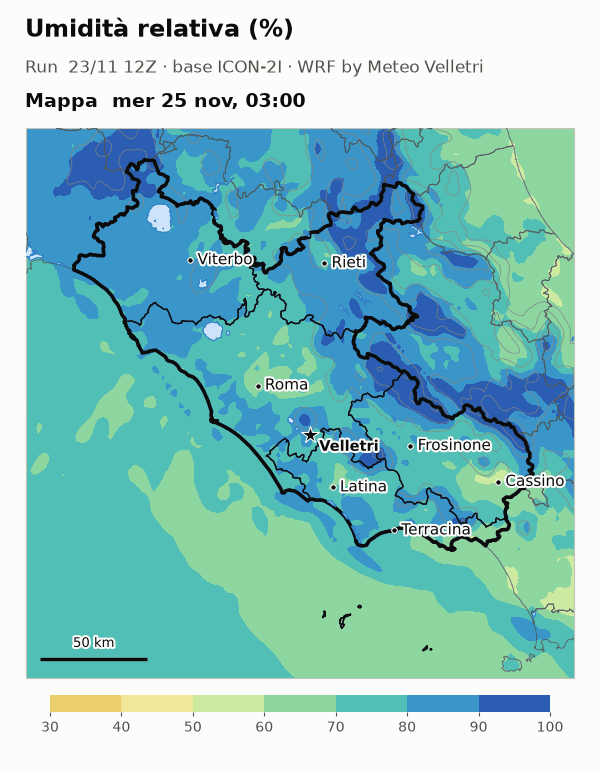 Umidità relativa (%)
Run 23/11 12Z · base ICON-2I · WRF by Meteo Velletri
Mappa mer 25 nov, 03:00
Viterbo
Rieti
Roma
Velletri
Frosinone
Cassino
Latina
Terracina
50 km
30 40 50 60 70 80 90 100